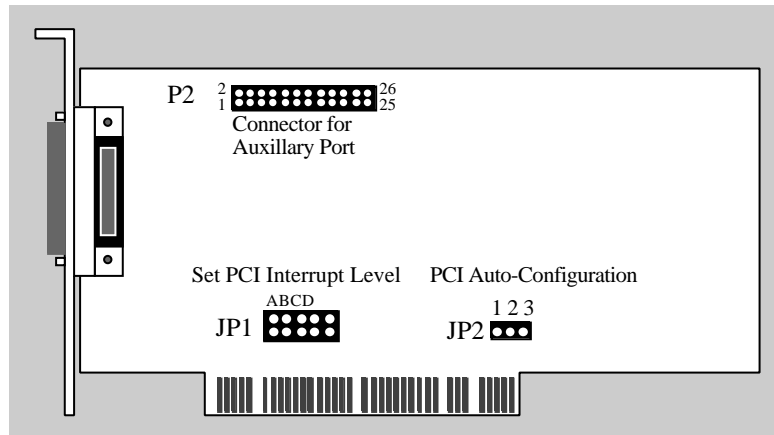 P2
2 26
1 25
Connector for
Auxillary Port
Set PCI Interrupt Level
PCI Auto-Configuration
ABCD
JP1
1 2 3
JP2